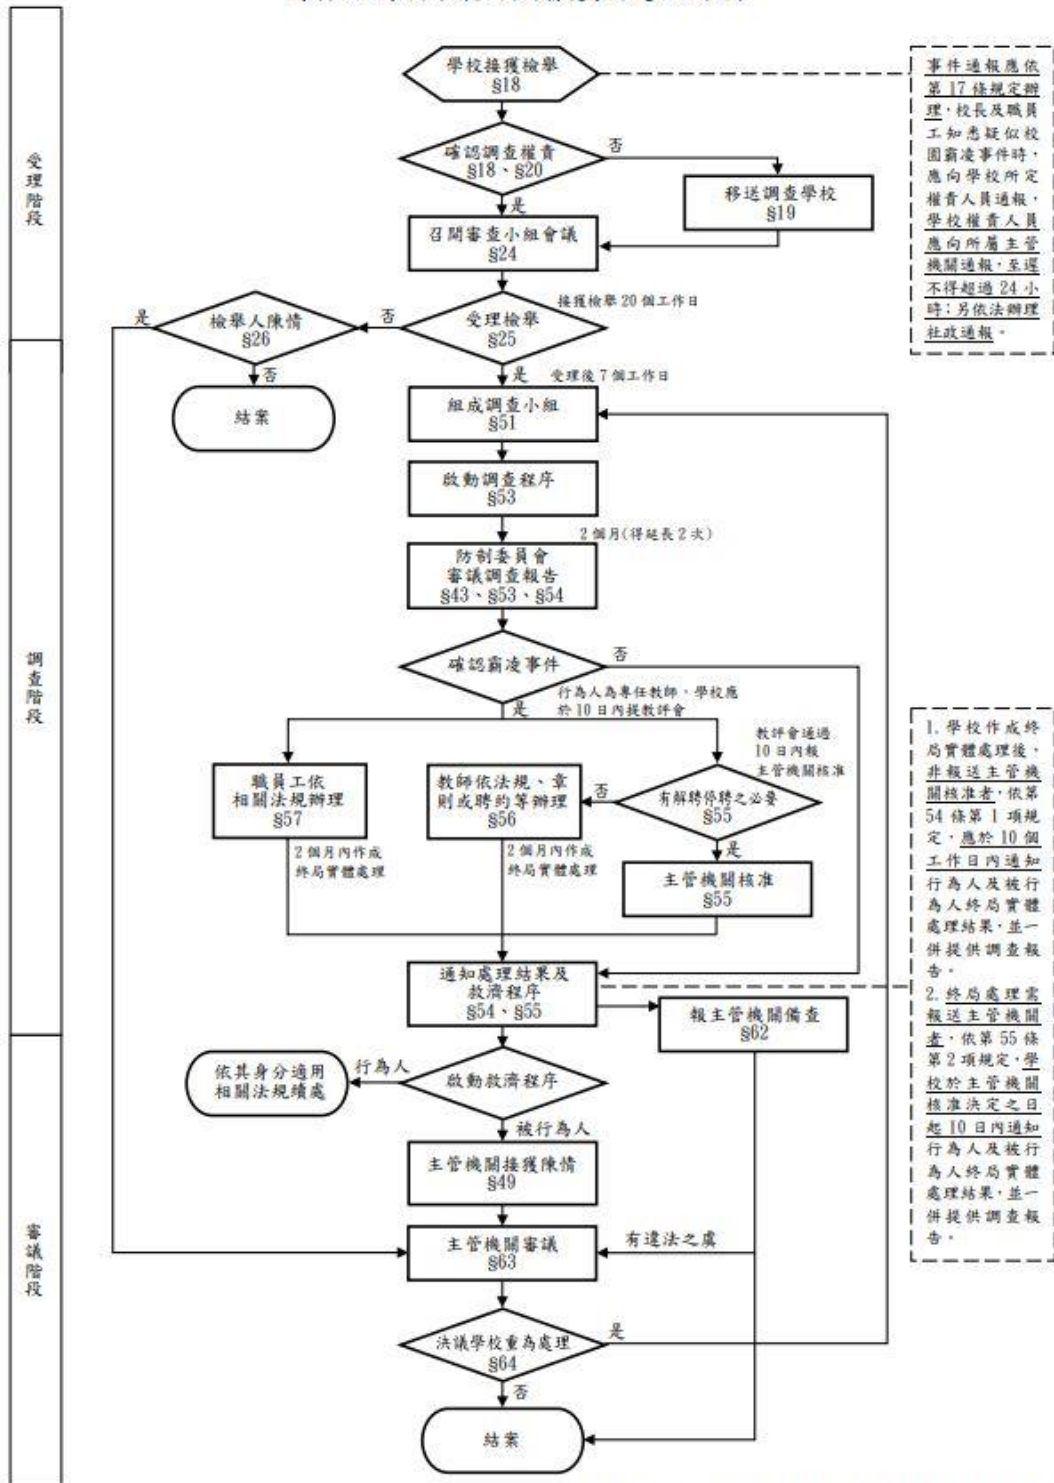 受理階段
學校接獲檢舉
§18
確認調查權責
§18、§20
否
移送調查學校
§19
是
召開審查小組會議
§24
接獲檢舉 20 個工作日
受理檢舉
§25
否
檢舉人陳情
§26
是
否
結案
是
受理後 7 個工作日
事件通報應依
第 17 條規定辦
理，校長及職員
工知悉疑似校
園霸凌事件時，
應向學校所定
權責人員通報，
學校權責人員
應向所屬主管
機關通報，至遲
不得超過 24 小
時；另依法辦理
社政通報。
調查階段
組成調查小組
§51
啟動調查程序
§53
2 個月(得延長 2 次)
防制委員會
審議調查報告
§43、§53、§54
確認霸凌事件
否
是
行為人為專任教師，學校應
於 10 日內提教評會
教評會通過
10 日內報
主管機關核准
職員工依
相關法規辦理
§57
教師依法規、章
則或聘約等辦理
§56
否
有解聘停聘之必要
§55
2 個月內作成
終局實體處理
2 個月內作成
終局實體處理
是
主管機關核准
§55
通知處理結果及
救濟程序
§54、§55
報主管機關備查
§62
1. 學校作成終
局實體處理後，
非報送主管機
關核准者，依第
54 條第 1 項規
定，應於 10 個
工作日內通知
行為人及被行
為人終局實體
處理結果，並一
併提供調查報
告。
2. 終局處理需
報送主管機關
者，依第 55 條
第 2 項規定，學
校於主管機關
核准決定之日
起 10 日內通知
行為人及被行
為人終局實體
處理結果，並一
併提供調查報
告。
審議階段
啟動救濟程序
行為人
依其身分適用
相關法規續處
被行為人
主管機關接獲陳情
§49
主管機關審議
§63
有違法之虞
決議學校重為處理
§64
是
否
結案